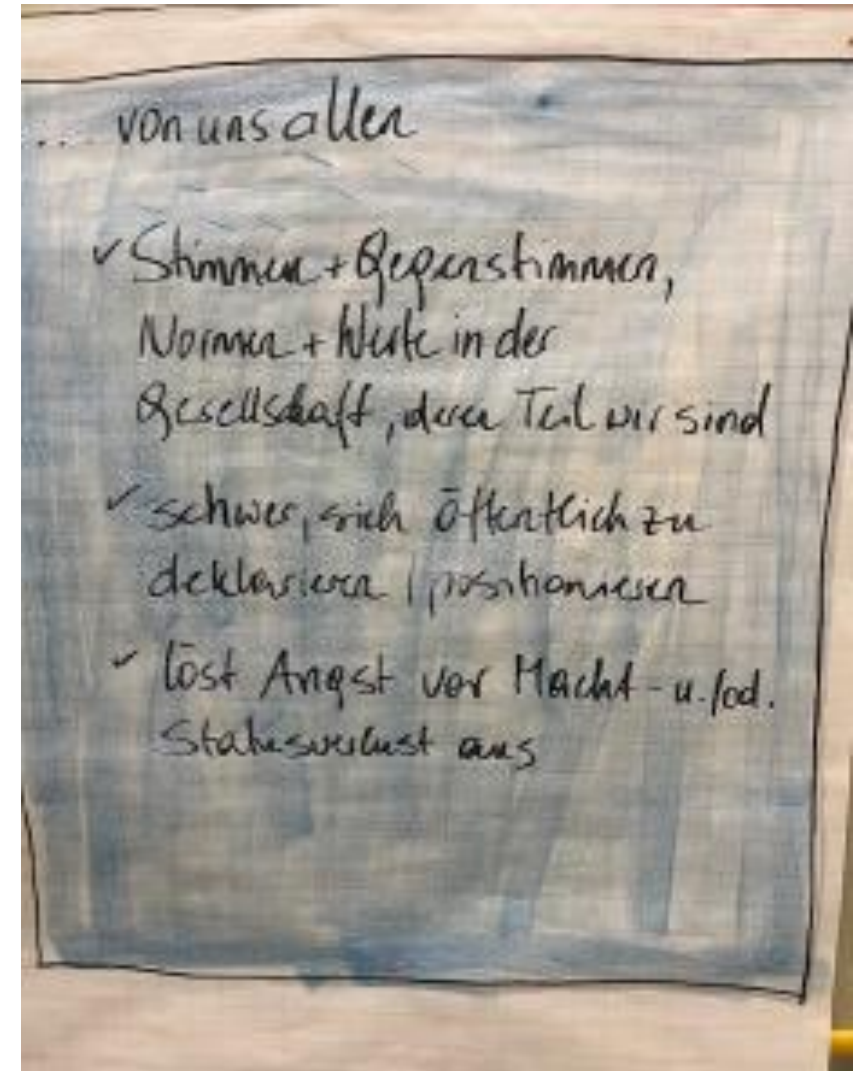 ... von uns allen
✓ Stimmen + Gegenstimmen,
Normen + Werte in der
Gesellschaft, deren Teil wir sind
✓ schwer, sich öffentlich zu
deklarieren / positionieren
✓ löst Angst vor Macht- u./od.
Statusverlust aus